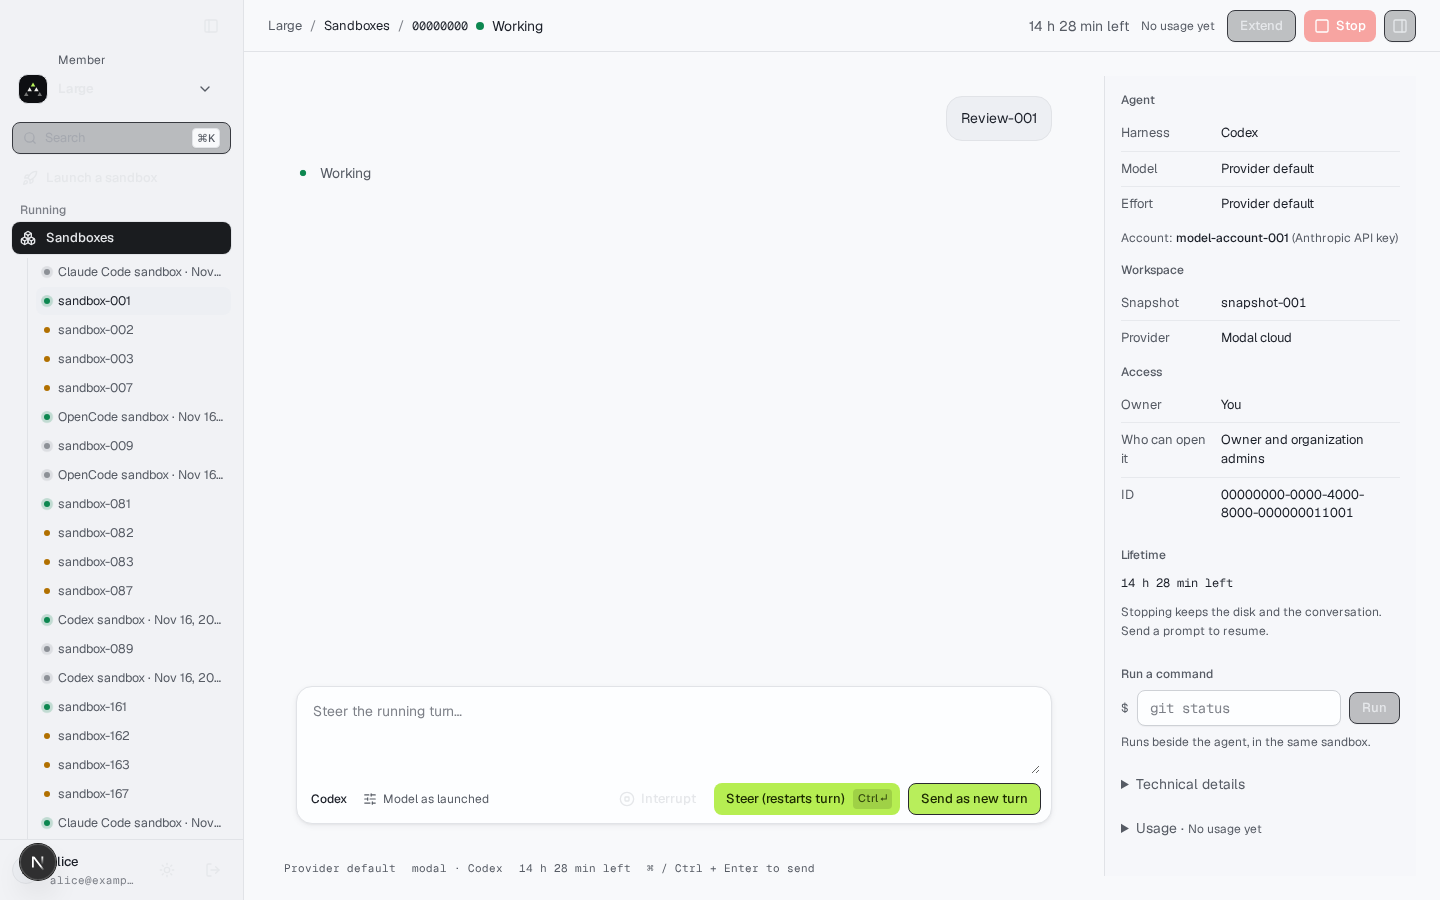 Large / Sandboxes / 00000000 Working
14 h 28 min left No usage yet Extend Stop
Member
Large
Search ⌘K
Launch a sandbox
Running
Sandboxes
Claude Code sandbox · Nov…
sandbox-001
sandbox-002
sandbox-003
sandbox-007
OpenCode sandbox · Nov 16…
sandbox-009
OpenCode sandbox · Nov 16…
sandbox-081
sandbox-082
sandbox-083
sandbox-087
Codex sandbox · Nov 16, 20…
sandbox-089
Codex sandbox · Nov 16, 20…
sandbox-161
sandbox-162
sandbox-163
sandbox-167
Claude Code sandbox · Nov…
N
lice
alice@examp…
Review-001
Working
Steer the running turn…
Codex Model as launched Interrupt Steer (restarts turn) Ctrl↵ Send as new turn
Provider default modal · Codex 14 h 28 min left ⌘ / Ctrl + Enter to send
Agent
Harness Codex
Model Provider default
Effort Provider default
Account: model-account-001 (Anthropic API key)
Workspace
Snapshot snapshot-001
Provider Modal cloud
Access
Owner You
Who can open it Owner and organization admins
ID 00000000-0000-4000-8000-000000011001
Lifetime
14 h 28 min left
Stopping keeps the disk and the conversation.
Send a prompt to resume.
Run a command
$ git status Run
Runs beside the agent, in the same sandbox.
Technical details
Usage · No usage yet